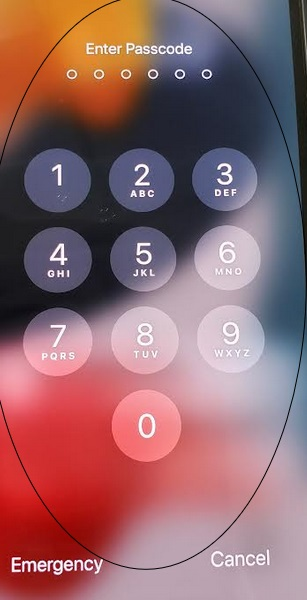 Enter Passcode
1 2 3
ABC DEF
4 5 6
GHI JKL MNO
7 8 9
PQRS TUV WXYZ
0
Emergency Cancel